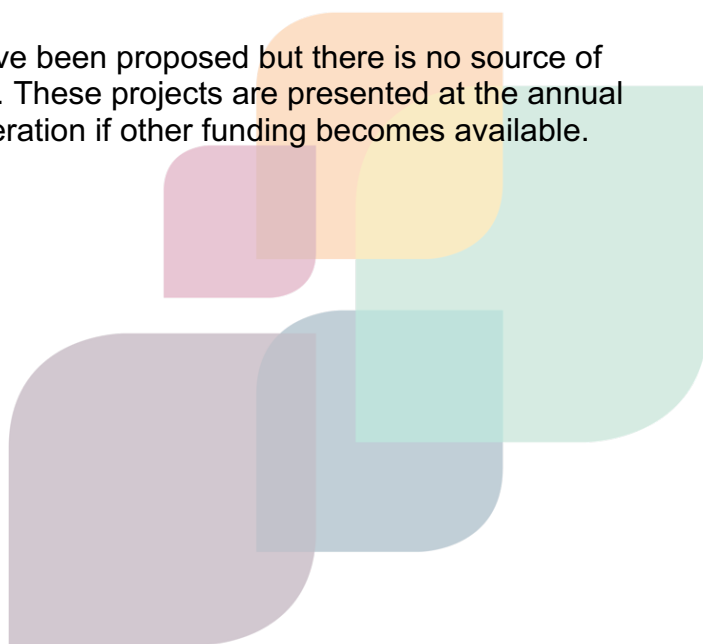 ve been proposed but there is no source of
. These projects are presented at the annual
eration if other funding becomes available.